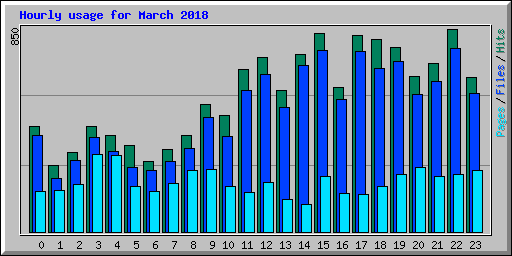 Hourly usage for March 2018
850
Pages/Files/Hits
0 1 2 3 4 5 6 7 8 9 10 11 12 13 14 15 16 17 18 19 20 21 22 23